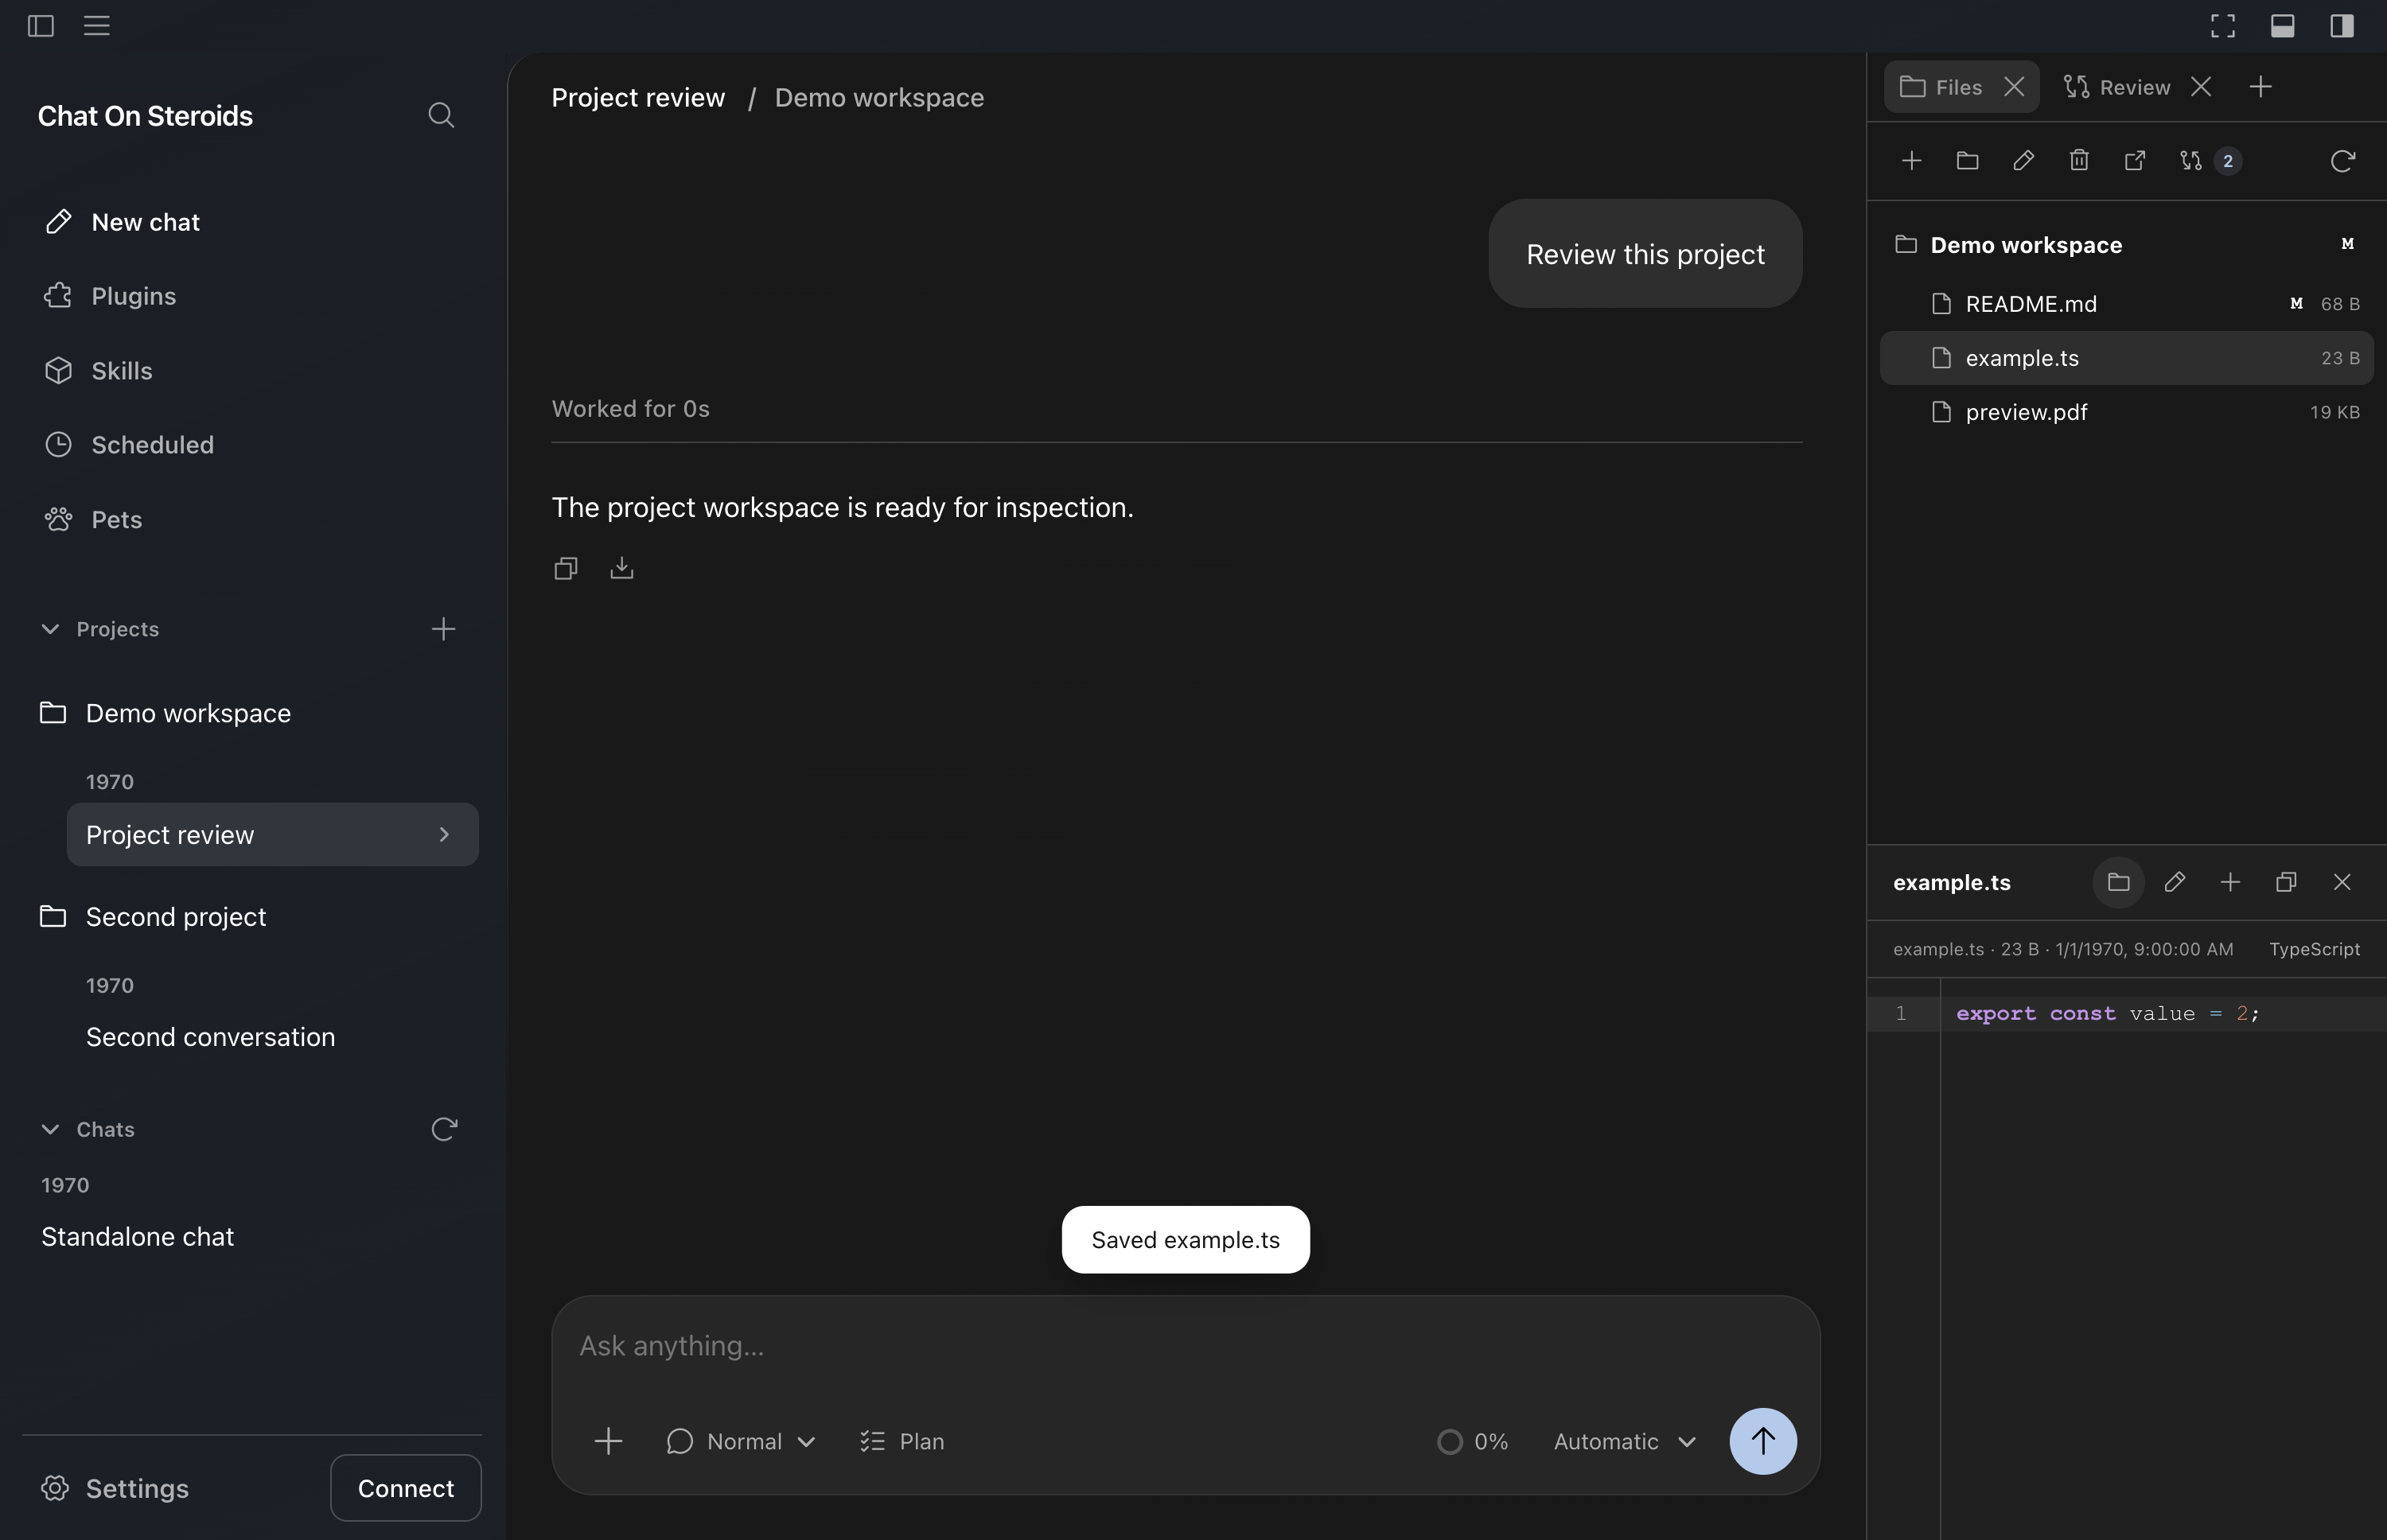 Chat On Steroids
New chat
Plugins
Skills
Scheduled
Pets
Projects
Demo workspace
1970
Project review
Second project
1970
Second conversation
Chats
1970
Standalone chat
Settings
Connect
Project review / Demo workspace
Review this project
Worked for 0s
The project workspace is ready for inspection.
Saved example.ts
Ask anything...
Normal
Plan
0%
Automatic
Files
Review
2
Demo workspace M
README.md M 68 B
example.ts 23 B
preview.pdf 19 KB
example.ts
example.ts · 23 B · 1/1/1970, 9:00:00 AM TypeScript
1 export const value = 2;